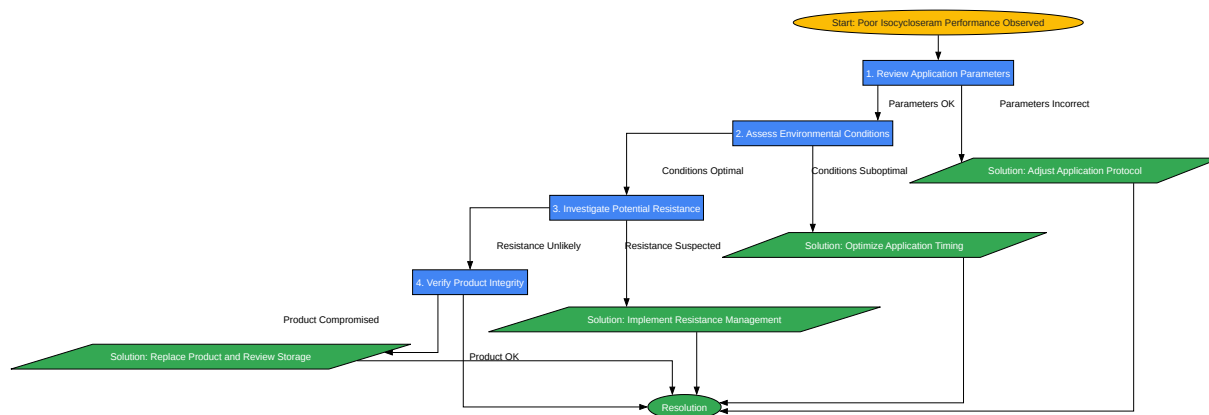 Start: Poor Isocycloseram Performance Observed
1. Review Application Parameters
Parameters OK
Parameters Incorrect
2. Assess Environmental Conditions
Conditions Optimal
Conditions Suboptimal
Solution: Adjust Application Protocol
3. Investigate Potential Resistance
Resistance Unlikely
Resistance Suspected
Solution: Optimize Application Timing
4. Verify Product Integrity
Product Compromised
Solution: Implement Resistance Management
Solution: Replace Product and Review Storage
Product OK
Resolution